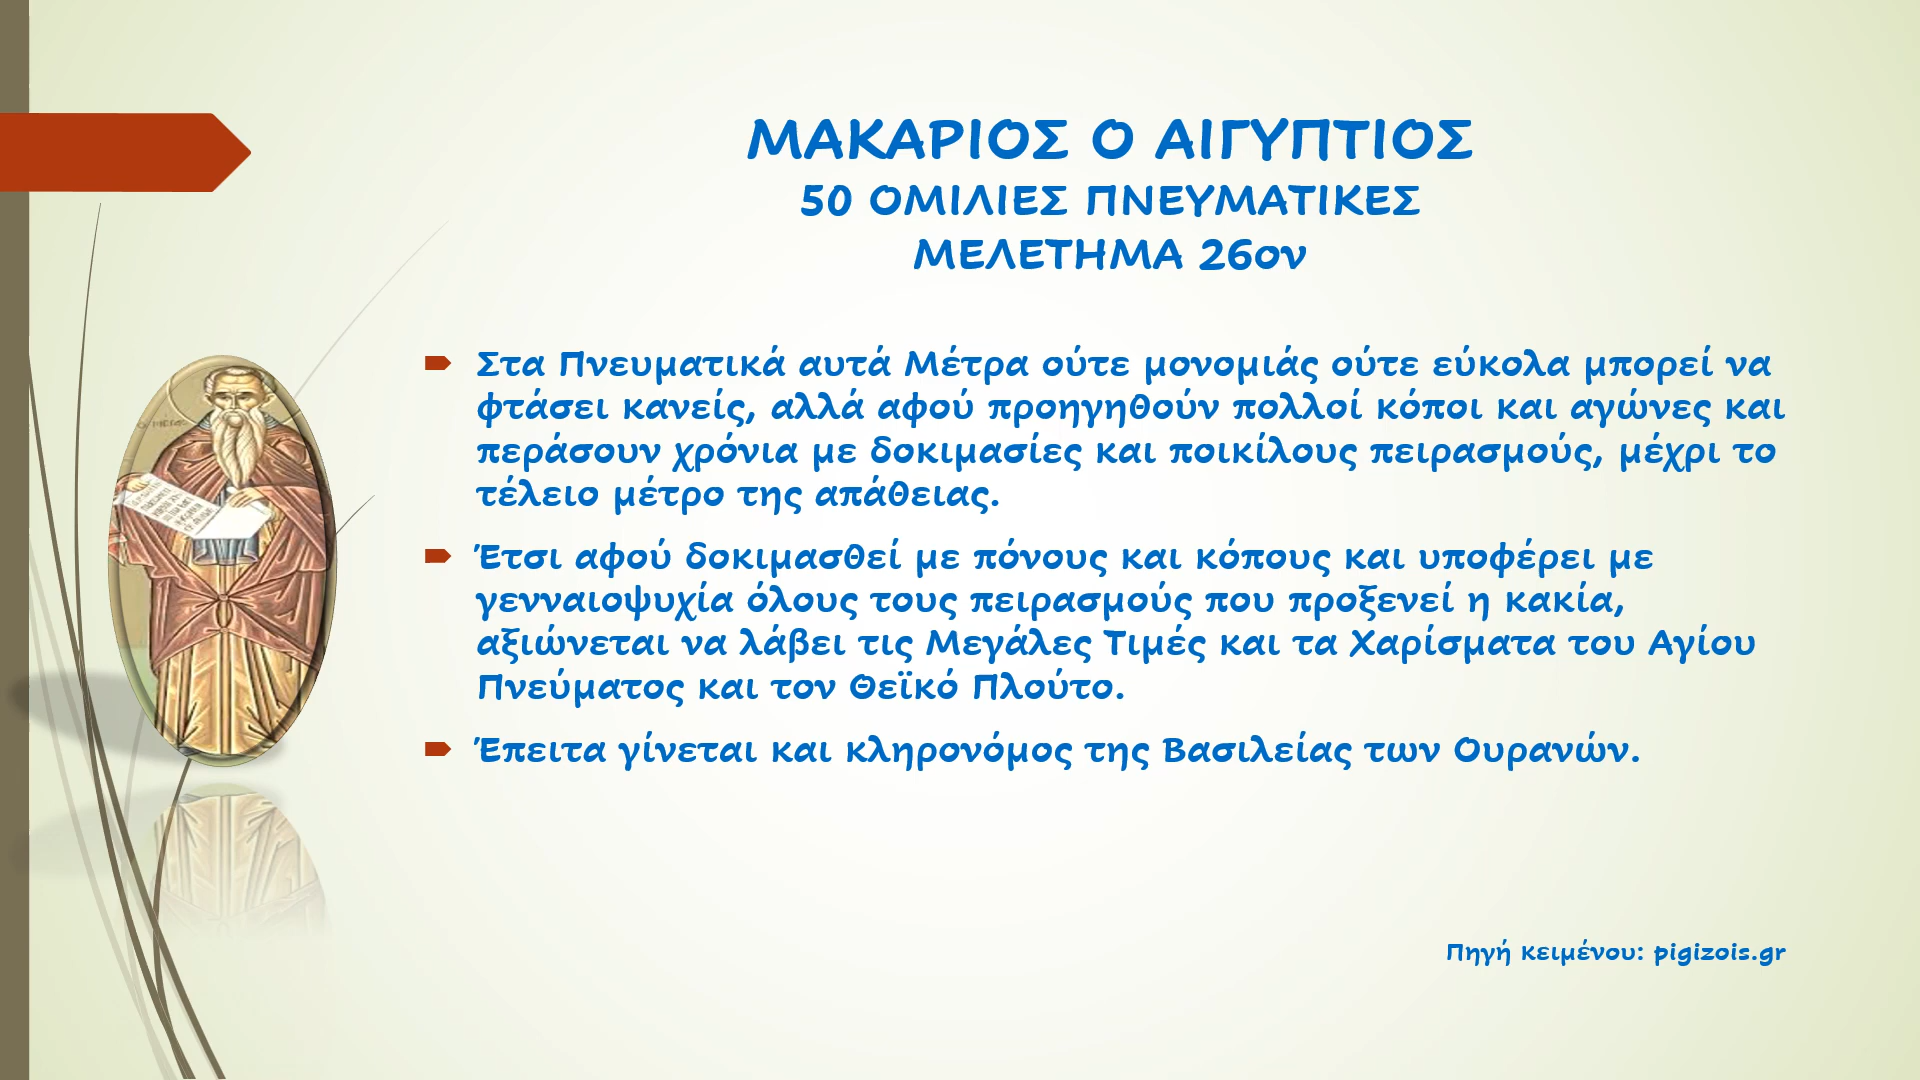 ΜΑΚΑΡΙΟΣ Ο ΑΙΓΥΠΤΙΟΣ
50 ΟΜΙΛΙΕΣ ΠΝΕΥΜΑΤΙΚΕΣ
ΜΕΛΕΤΗΜΑ 26ον
Στα Πνευματικά αυτά Μέτρα ούτε μονομιάς ούτε εύκολα μπορεί να
φτάσει κανείς, αλλά αφού προηγηθούν πολλοί κόποι και αγώνες και
περάσουν χρόνια με δοκιμασίες και ποικίλους πειρασμούς, μέχρι το
τέλειο μέτρο της απάθειας.
Έτσι αφού δοκιμασθεί με πόνους και κόπους και υποφέρει με
γενναιοψυχία όλους τους πειρασμούς που προξενεί η κακία,
αξιώνεται να λάβει τις Μεγάλες Τιμές και τα Χαρίσματα του Αγίου
Πνεύματος και τον Θεϊκό Πλούτο.
Έπειτα γίνεται και κληρονόμος της Βασιλείας των Ουρανών.
Πηγή κειμένου: pigizois.gr